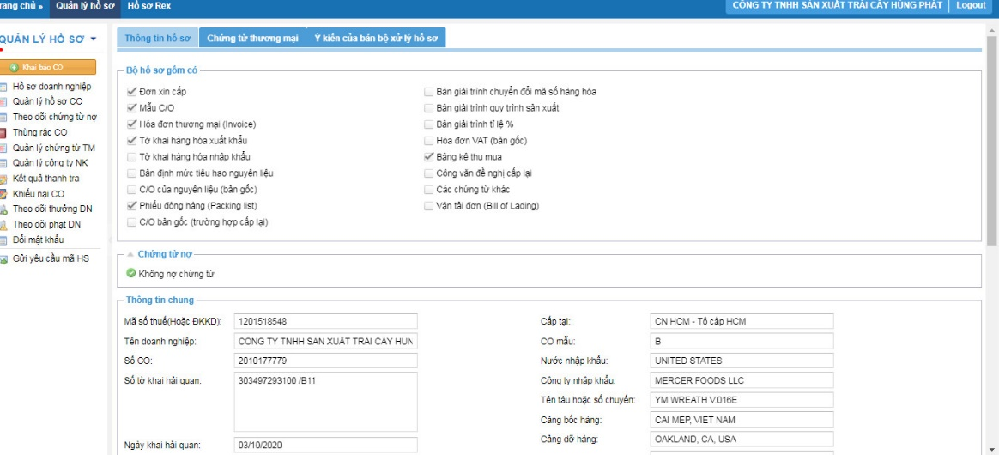 rang chủ » Quản lý hồ sơ Hồ sơ Rex CÔNG TY TNHH SẢN XUẤT TRÁI CÂY HÙNG PHÁT Logout
QUẢN LÝ HỒ SƠ
Khai báo CO
Hồ sơ doanh nghiệp
Quản lý hồ sơ CO
Theo dõi chứng từ nợ
Thùng rác CO
Quản lý chứng từ TM
Quản lý công ty NK
Kết quả thanh tra
Khiếu nại CO
Theo dõi thưởng DN
Theo dõi phạt DN
Đổi mật khẩu
Gửi yêu cầu mã HS
Thông tin hồ sơ Chứng từ thương mại Ý kiến của bán bộ xử lý hồ sơ
Bộ hồ sơ gồm có
Đơn xin cấp
Mẫu C/O
Hóa đơn thương mại (Invoice)
Tờ khai hàng hóa xuất khẩu
Tờ khai hàng hóa nhập khẩu
Bản định mức tiêu hao nguyên liệu
C/O của nguyên liệu (bản gốc)
Phiếu đóng hàng (Packing list)
C/O bản gốc (trường hợp cấp lại)
Bản giải trình chuyển đổi mã số hàng hóa
Bản giải trình quy trình sản xuất
Bản giải trình tỉ lệ %
Hóa đơn VAT (bản gốc)
Bảng kê thu mua
Công văn đề nghị cấp lại
Các chứng từ khác
Vận tải đơn (Bill of Lading)
Chứng từ nợ
Không nợ chứng từ
Thông tin chung
Mã số thuế(Hoặc ĐKKD): 1201518548
Tên doanh nghiệp: CÔNG TY TNHH SẢN XUẤT TRÁI CÂY HÙN
Số CO: 2010177779
Số tờ khai hải quan: 303497293100 /B11
Ngày khai hải quan: 03/10/2020
Cấp tại: CN HCM - Tổ cấp HCM
CO mẫu: B
Nước nhập khẩu: UNITED STATES
Công ty nhập khẩu: MERCER FOODS LLC
Tên tàu hoặc số chuyến: YM WREATH V.016E
Cảng bốc hàng: CAI MEP, VIET NAM
Cảng dỡ hàng: OAKLAND, CA, USA